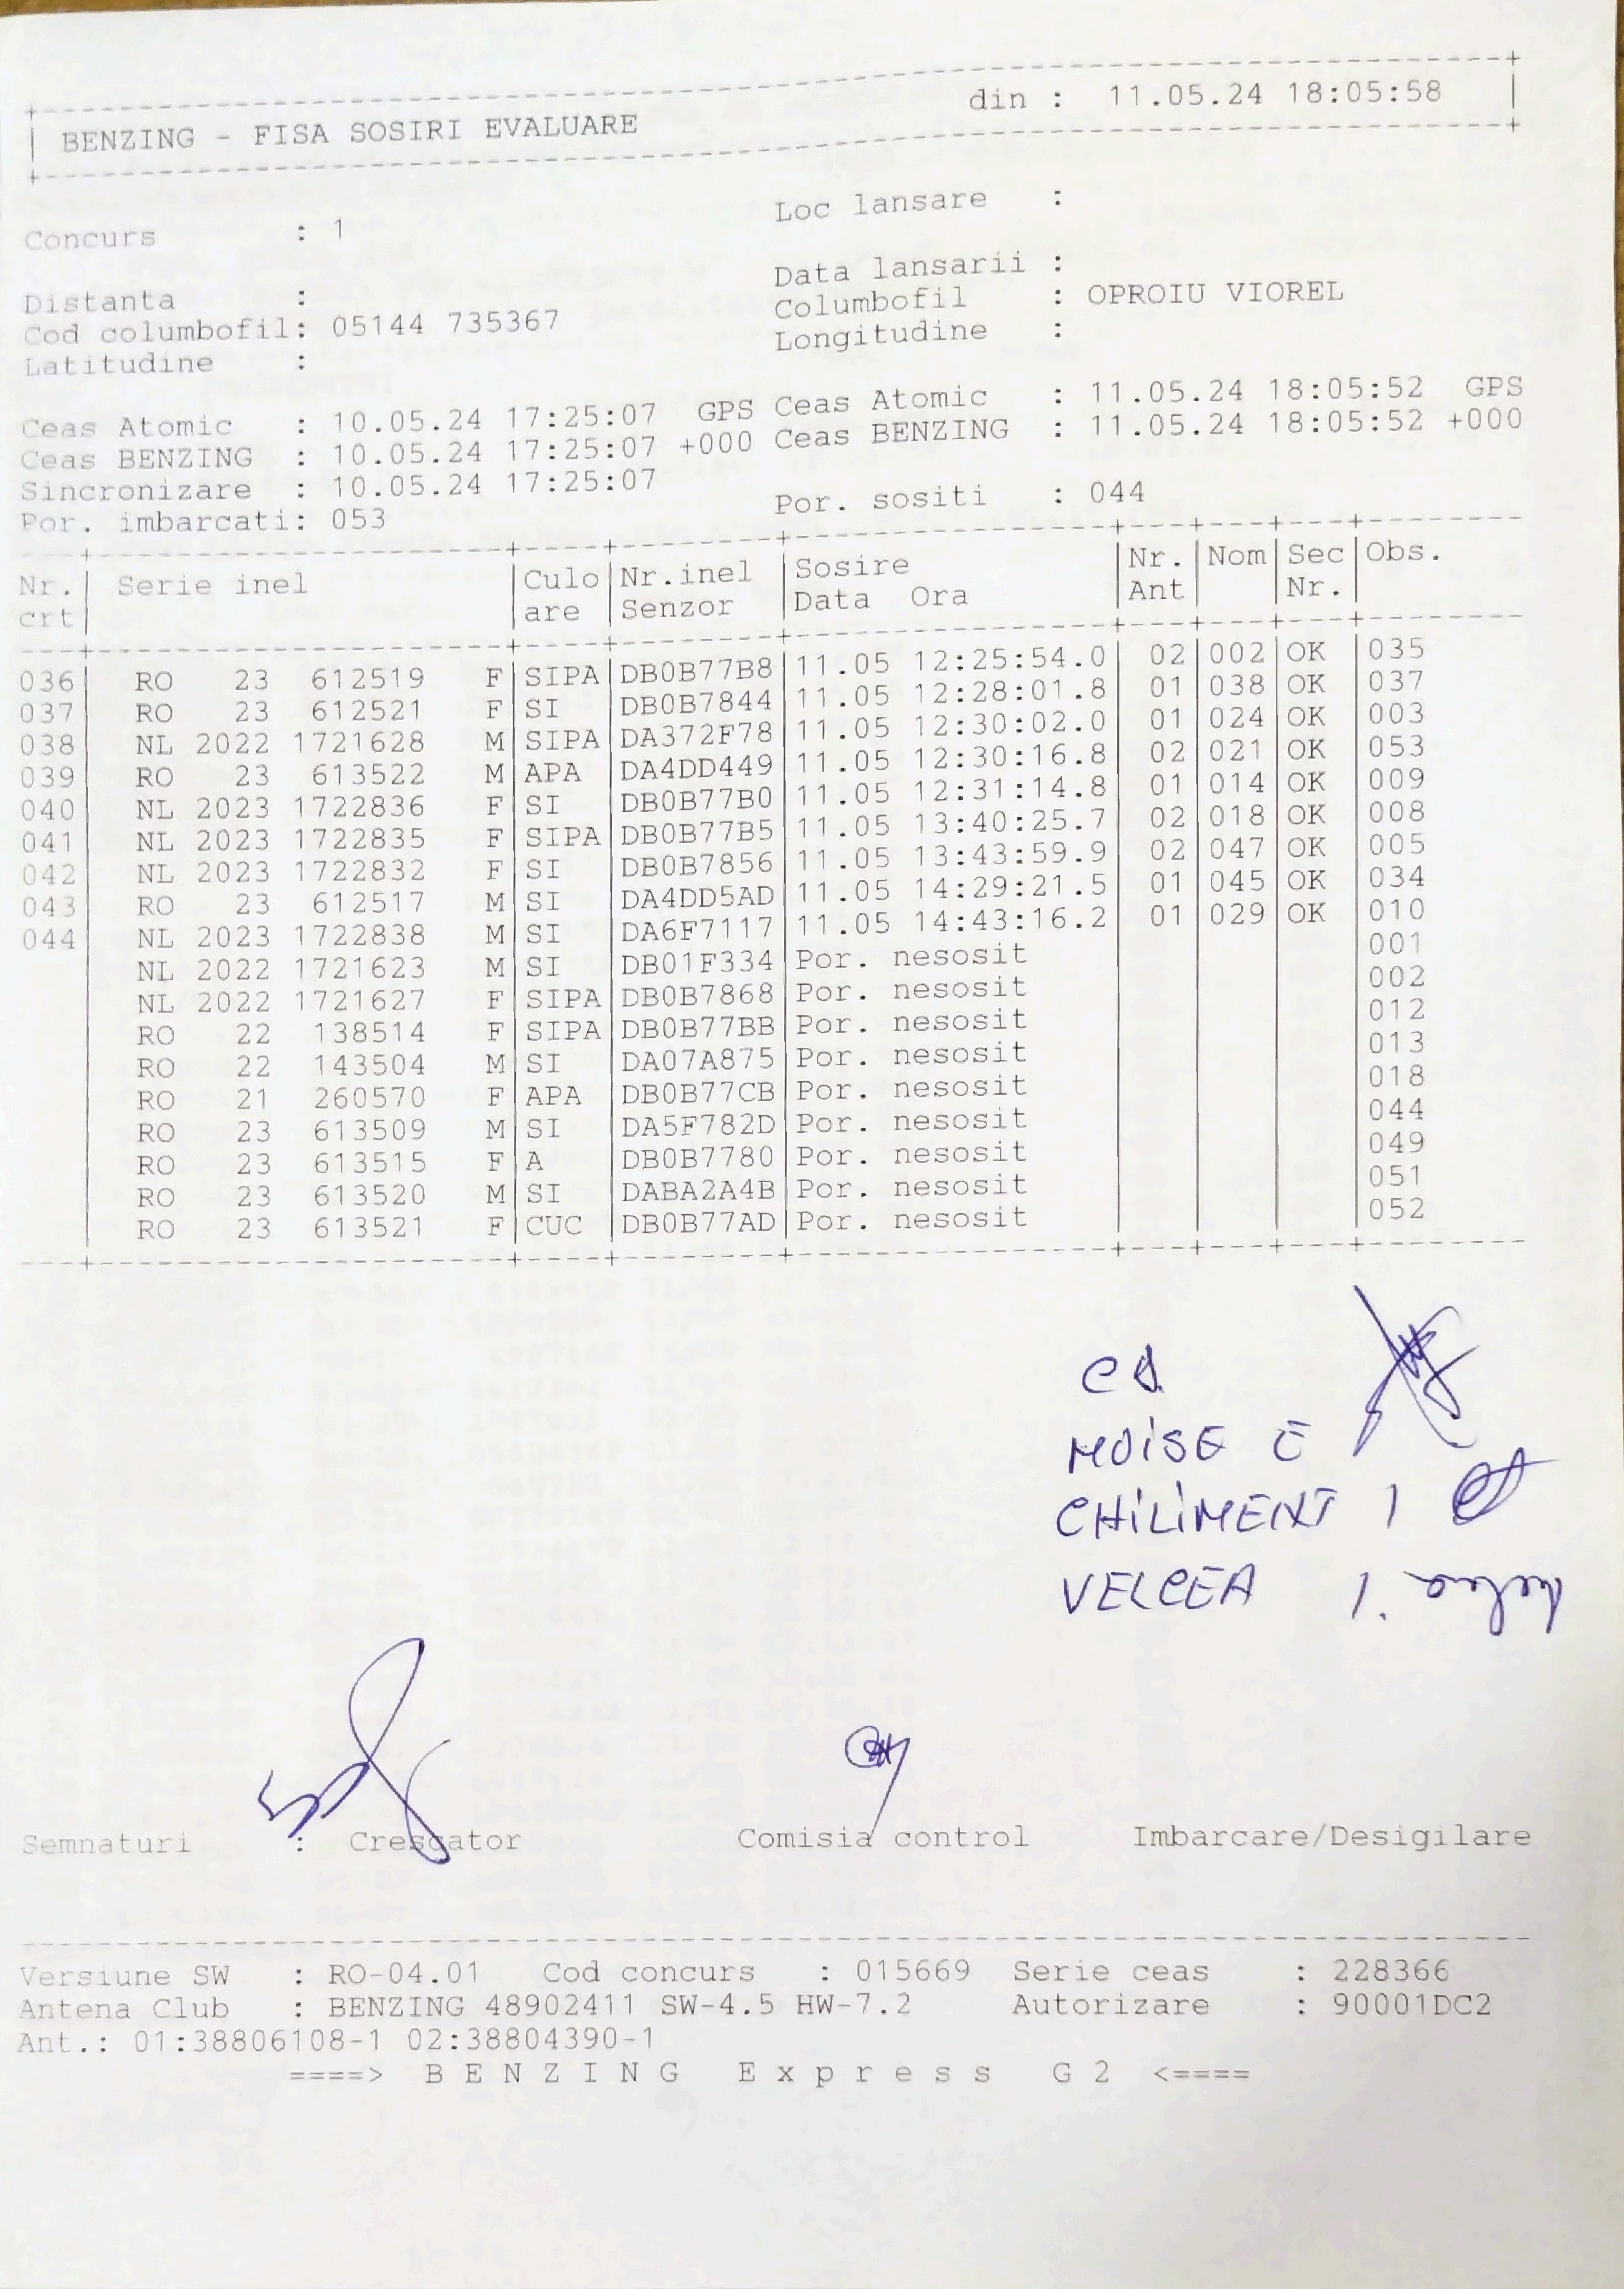 BENZING - FISA SOSIRI EVALUARE din : 11.05.24 18:05:58
Concurs : 1 Loc lansare :
Data lansarii :
Distanta : Columbofil : OPROIU VIOREL
Cod columbofil: 05144 735367 Longitudine :
Latitudine :
Ceas Atomic : 10.05.24 17:25:07 GPS Ceas Atomic : 11.05.24 18:05:52 GPS
Ceas BENZING : 10.05.24 17:25:07 +000 Ceas BENZING : 11.05.24 18:05:52 +000
Sincronizare : 10.05.24 17:25:07
Por. imbarcati: 053 Por. sositi : 044
Nr. Serie inel Culo Nr.inel Sosire Nr. Nom Sec Obs.
crt are Senzor Data Ora Ant Nr.
036 RO 23 612519 F SIPA DB0B77B8 11.05 12:25:54.0 02 002 OK 035
037 RO 23 612521 F SI DB0B7844 11.05 12:28:01.8 01 038 OK 037
038 NL 2022 1721628 M SIPA DA372F78 11.05 12:30:02.0 01 024 OK 003
039 RO 23 613522 M APA DA4DD449 11.05 12:30:16.8 02 021 OK 053
040 NL 2023 1722836 F SI DB0B77B0 11.05 12:31:14.8 01 014 OK 009
041 NL 2023 1722835 F SIPA DB0B77B5 11.05 13:40:25.7 02 018 OK 008
042 NL 2023 1722832 F SI DB0B7856 11.05 13:43:59.9 02 047 OK 005
043 RO 23 612517 M SI DA4DD5AD 11.05 14:29:21.5 01 045 OK 034
044 NL 2023 1722838 M SI DA6F7117 11.05 14:43:16.2 01 029 OK 010
NL 2022 1721623 M SI DB01F334 Por. nesosit 001
NL 2022 1721627 F SIPA DB0B7868 Por. nesosit 002
RO 22 138514 F SIPA DB0B77BB Por. nesosit 012
RO 22 143504 M SI DA07A875 Por. nesosit 013
RO 21 260570 F APA DB0B77CB Por. nesosit 018
RO 23 613509 M SI DA5F782D Por. nesosit 044
RO 23 613515 F A DB0B7780 Por. nesosit 049
RO 23 613520 M SI DABA2A4B Por. nesosit 051
RO 23 613521 F CUC DB0B77AD Por. nesosit 052
MOISE E
CHILIMENT I
VELCEA I.
Semnaturi : Crescator Comisia control Imbarcare/Desigilare
Versiune SW : RO-04.01 Cod concurs : 015669 Serie ceas : 228366
Antena Club : BENZING 48902411 SW-4.5 HW-7.2 Autorizare : 90001DC2
Ant.: 01:38806108-1 02:38804390-1
====> B E N Z I N G E x p r e s s G 2 <====